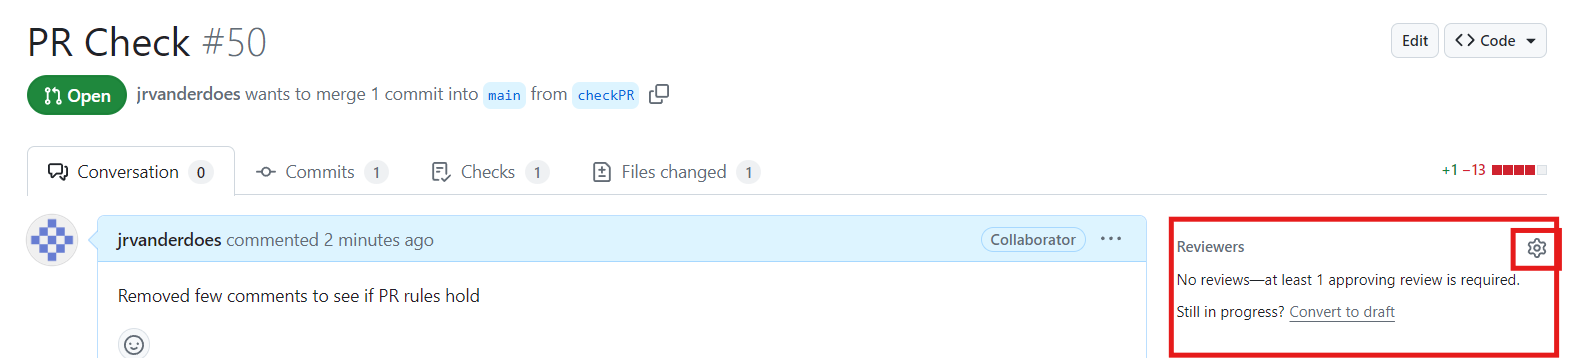 PR Check #50
Edit
Code
Open
jrvanderdoes wants to merge 1 commit into main from checkPR
Conversation 0
Commits 1
Checks 1
Files changed 1
+1 −13
jrvanderdoes commented 2 minutes ago
Collaborator
Removed few comments to see if PR rules hold
Reviewers
No reviews—at least 1 approving review is required.
Still in progress? Convert to draft